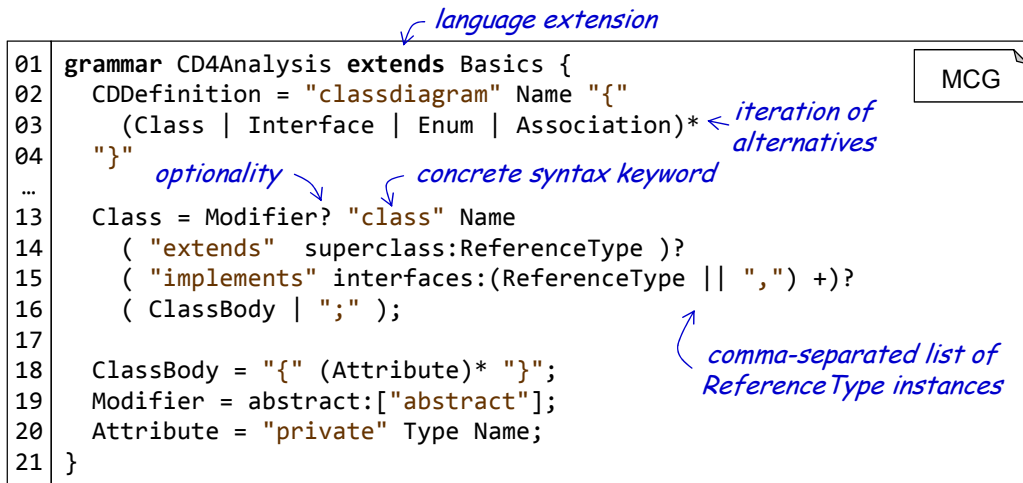 language extension
01 grammar CD4Analysis extends Basics {
MCG
02 CDDefinition = "classdiagram" Name "{"
03 (Class | Interface | Enum | Association)*
iteration of
alternatives
04 "}"
optionality
concrete syntax keyword
…
13 Class = Modifier? "class" Name
14 ( "extends" superclass:ReferenceType )?
15 ( "implements" interfaces:(ReferenceType || ",") +)?
16 ( ClassBody | ";" );
17
comma-separated list of
ReferenceType instances
18 ClassBody = "{" (Attribute)* "}";
19 Modifier = abstract:["abstract"];
20 Attribute = "private" Type Name;
21 }